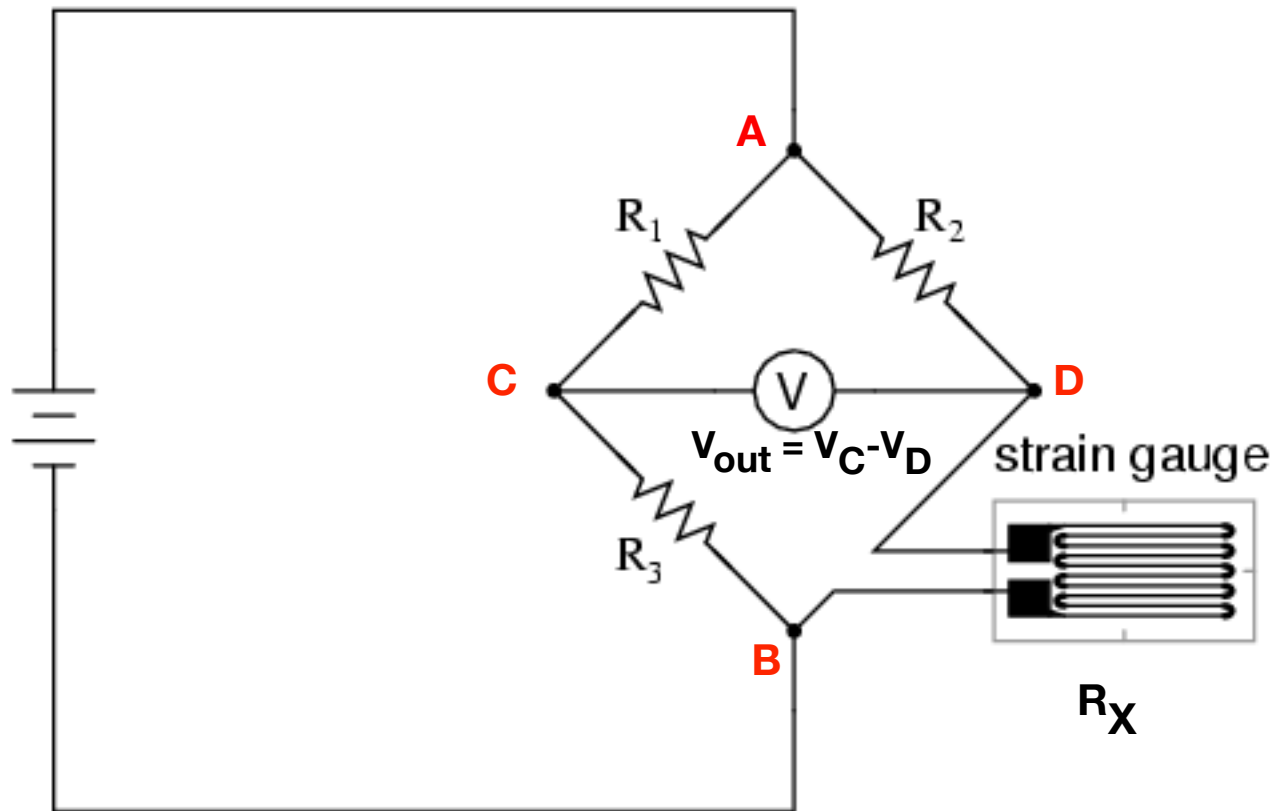 A
R1
R2
C
V
D
Vout = VC-VD
strain gauge
R3
B
RX